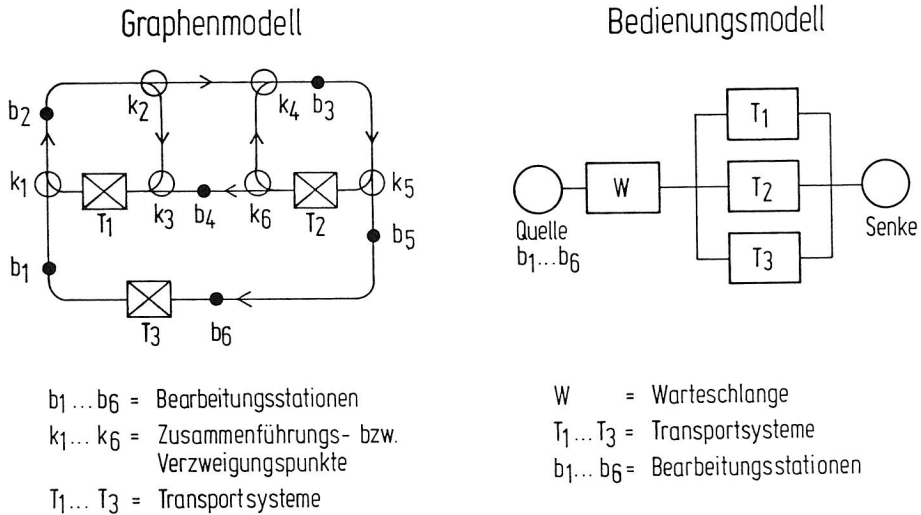 Graphenmodell
b2
k2
k4
b3
k1
T1
k3
b4
k6
T2
k5
b5
b1
T3
b6
b1 ... b6 = Bearbeitungsstationen
k1 ... k6 = Zusammenführungs- bzw.
Verzweigungspunkte
T1 ... T3 = Transportsysteme
Bedienungsmodell
T1
W
T2
T3
Quelle
b1...b6
Senke
W = Warteschlange
T1 ... T3 = Transportsysteme
b1 ... b6 = Bearbeitungsstationen